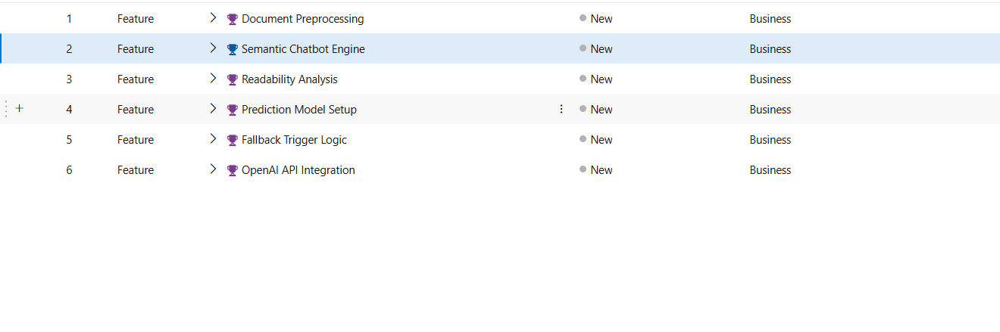 1 Feature Document Preprocessing New Business
2 Feature Semantic Chatbot Engine New Business
3 Feature Readability Analysis New Business
4 Feature Prediction Model Setup New Business
5 Feature Fallback Trigger Logic New Business
6 Feature OpenAI API Integration New Business